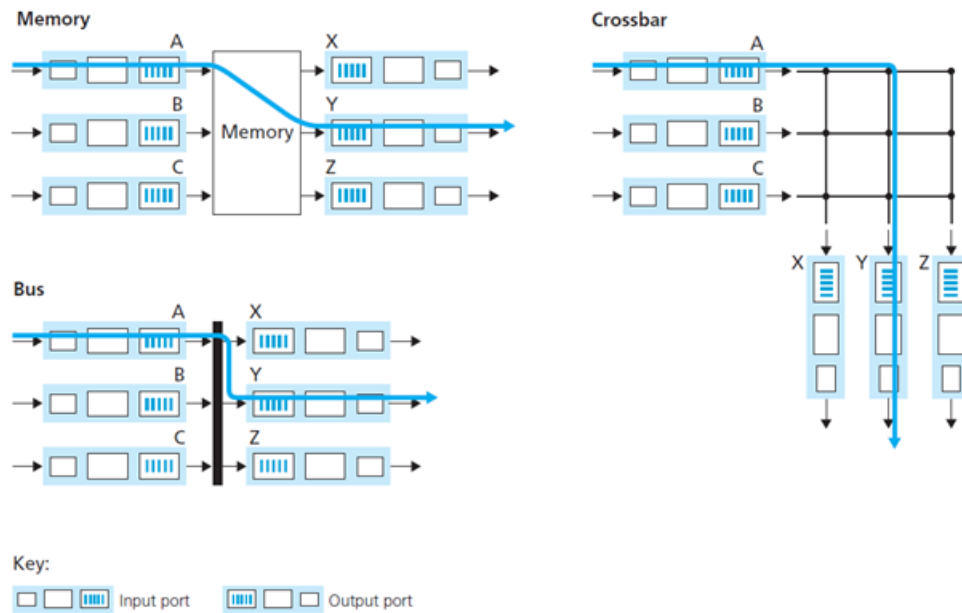 Memory
A
X
B
Y
Memory
C
Z
Crossbar
A
B
C
X
Y
Z
Bus
A
X
B
Y
C
Z
Key:
Input port
Output port